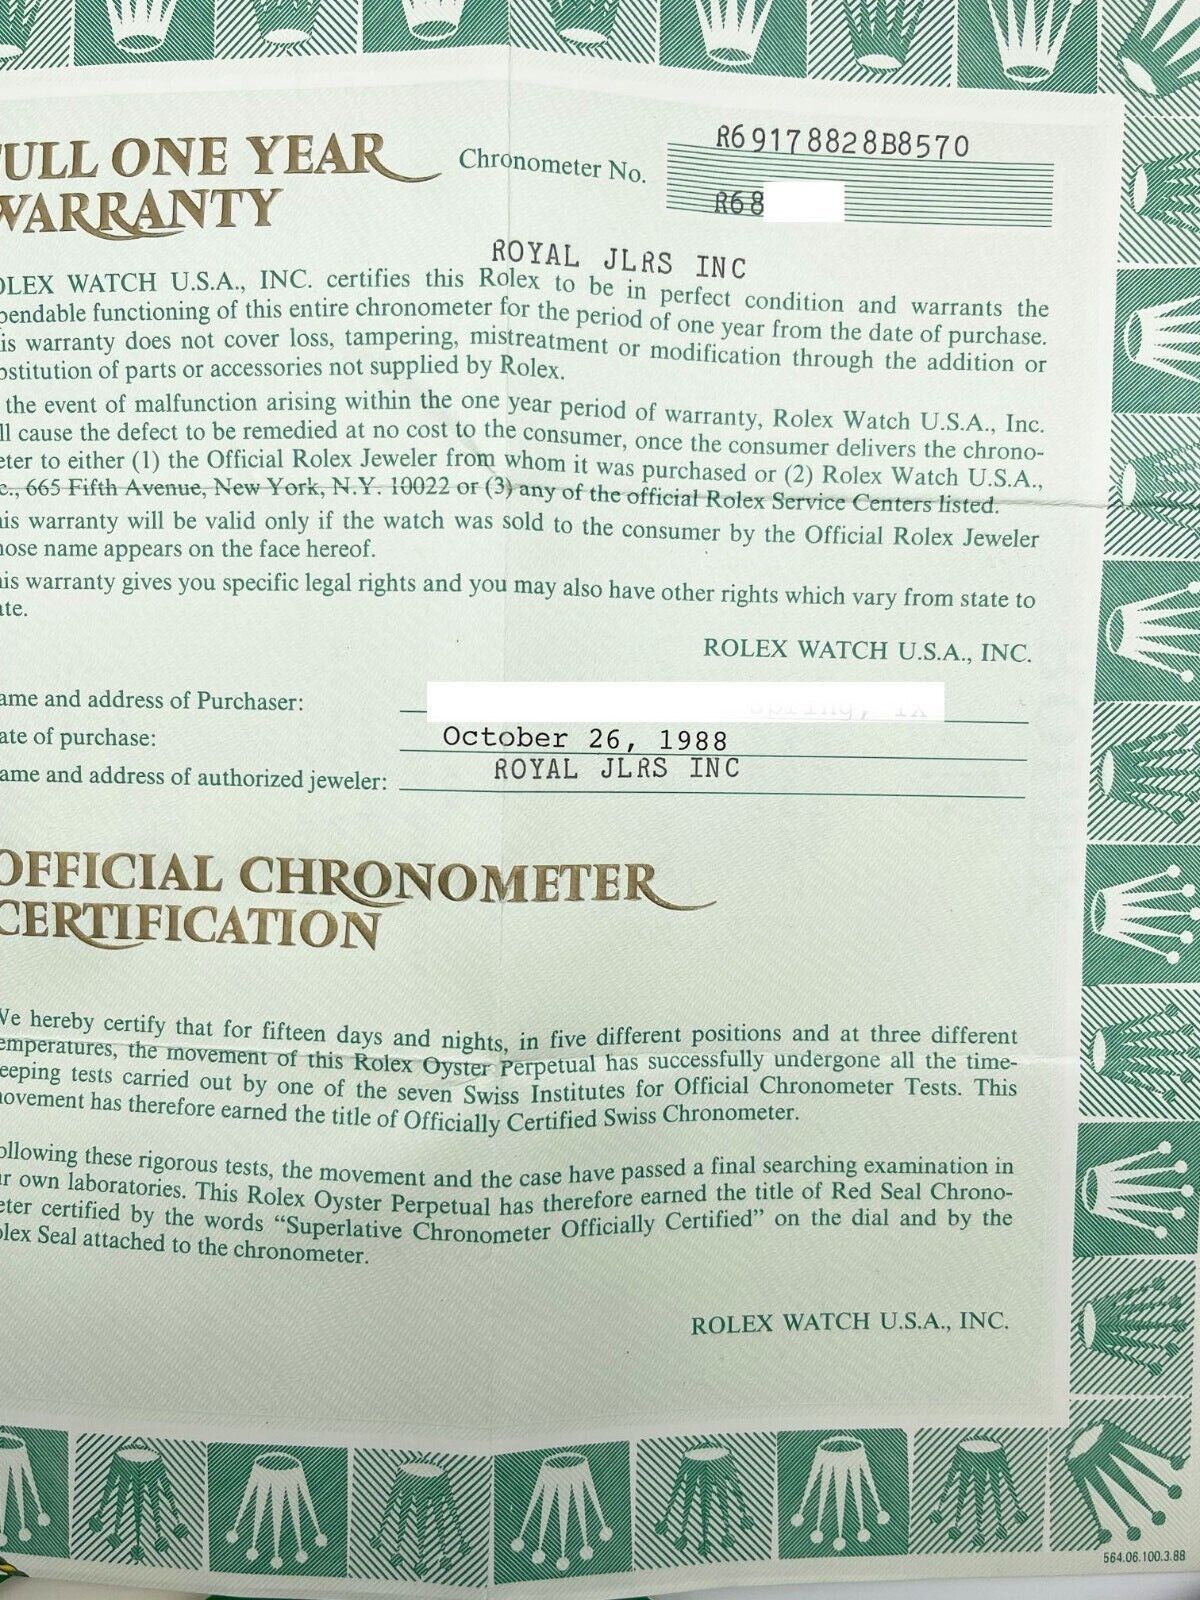 ULL ONE YEAR
WARRANTY
Chronometer No.
R69178828B8570
R68
ROYAL JLRS INC
OLEX WATCH U.S.A., INC. certifies this Rolex to be in perfect condition and warrants the
pendable functioning of this entire chronometer for the period of one year from the date of purchase.
is warranty does not cover loss, tampering, mistreatment or modification through the addition or
bstitution of parts or accessories not supplied by Rolex.
the event of malfunction arising within the one year period of warranty, Rolex Watch U.S.A., Inc.
ll cause the defect to be remedied at no cost to the consumer, once the consumer delivers the chrono-
eter to either (1) the Official Rolex Jeweler from whom it was purchased or (2) Rolex Watch U.S.A.,
c., 665 Fifth Avenue, New York, N.Y. 10022 or (3) any of the official Rolex Service Centers listed.
is warranty will be valid only if the watch was sold to the consumer by the Official Rolex Jeweler
hose name appears on the face hereof.
is warranty gives you specific legal rights and you may also have other rights which vary from state to
ate.
ROLEX WATCH U.S.A., INC.
ame and address of Purchaser:
ate of purchase: October 26, 1988
ame and address of authorized jeweler: ROYAL JLRS INC
OFFICIAL CHRONOMETER
CERTIFICATION
We hereby certify that for fifteen days and nights, in five different positions and at three different
emperatures, the movement of this Rolex Oyster Perpetual has successfully undergone all the time-
eeping tests carried out by one of the seven Swiss Institutes for Official Chronometer Tests. This
ovement has therefore earned the title of Officially Certified Swiss Chronometer.
ollowing these rigorous tests, the movement and the case have passed a final searching examination in
r own laboratories. This Rolex Oyster Perpetual has therefore earned the title of Red Seal Chrono-
eter certified by the words “Superlative Chronometer Officially Certified” on the dial and by the
olex Seal attached to the chronometer.
ROLEX WATCH U.S.A., INC.
564.06.100.3.88